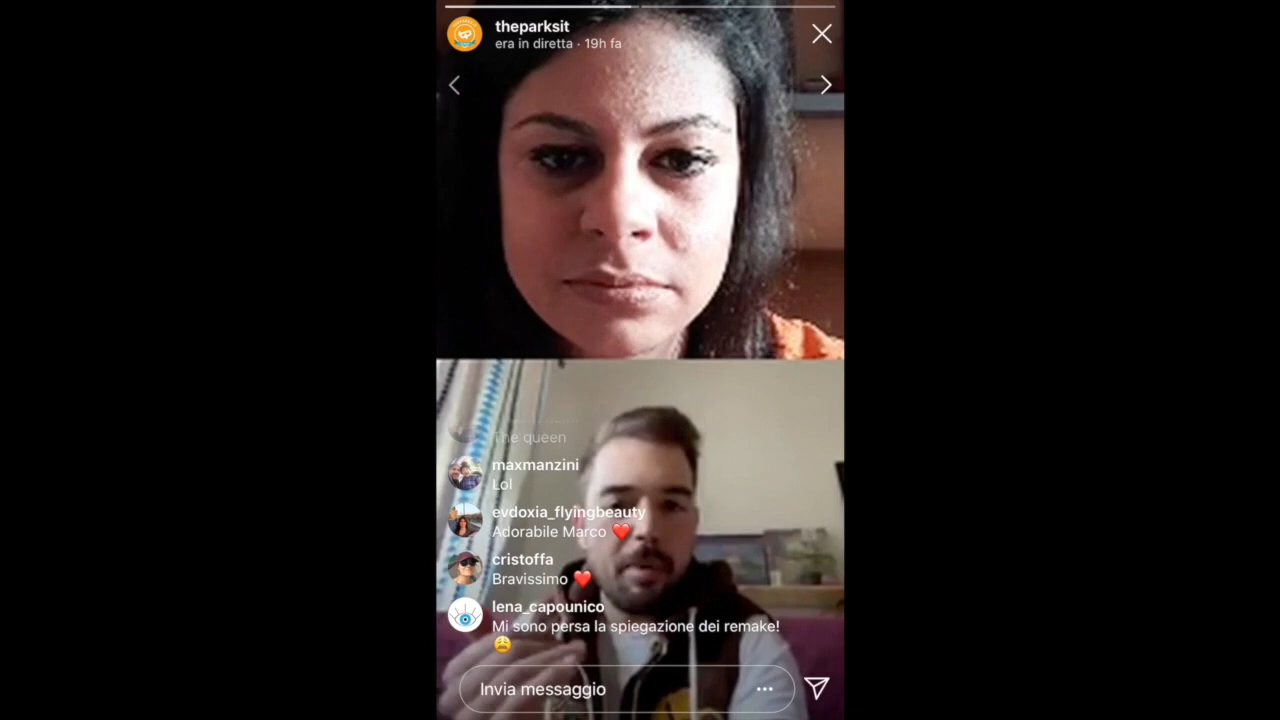 theparksit
era in diretta · 19h fa
The queen
maxmanzini
Lol
evdoxia_flyingbeauty
Adorabile Marco ❤️
cristoffa
Bravissimo ❤️
lena_capounico
Mi sono persa la spiegazione dei remake!
😩
Invia messaggio